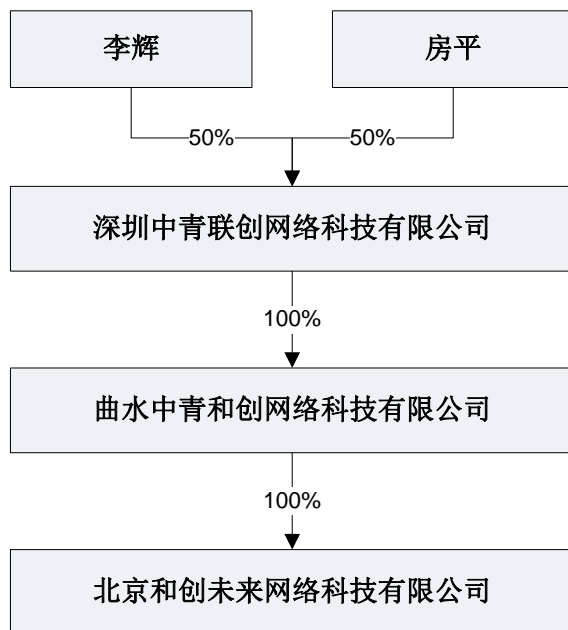 李辉
房平
50%
50%
深圳中青联创网络科技有限公司
100%
曲水中青和创网络科技有限公司
100%
北京和创未来网络科技有限公司